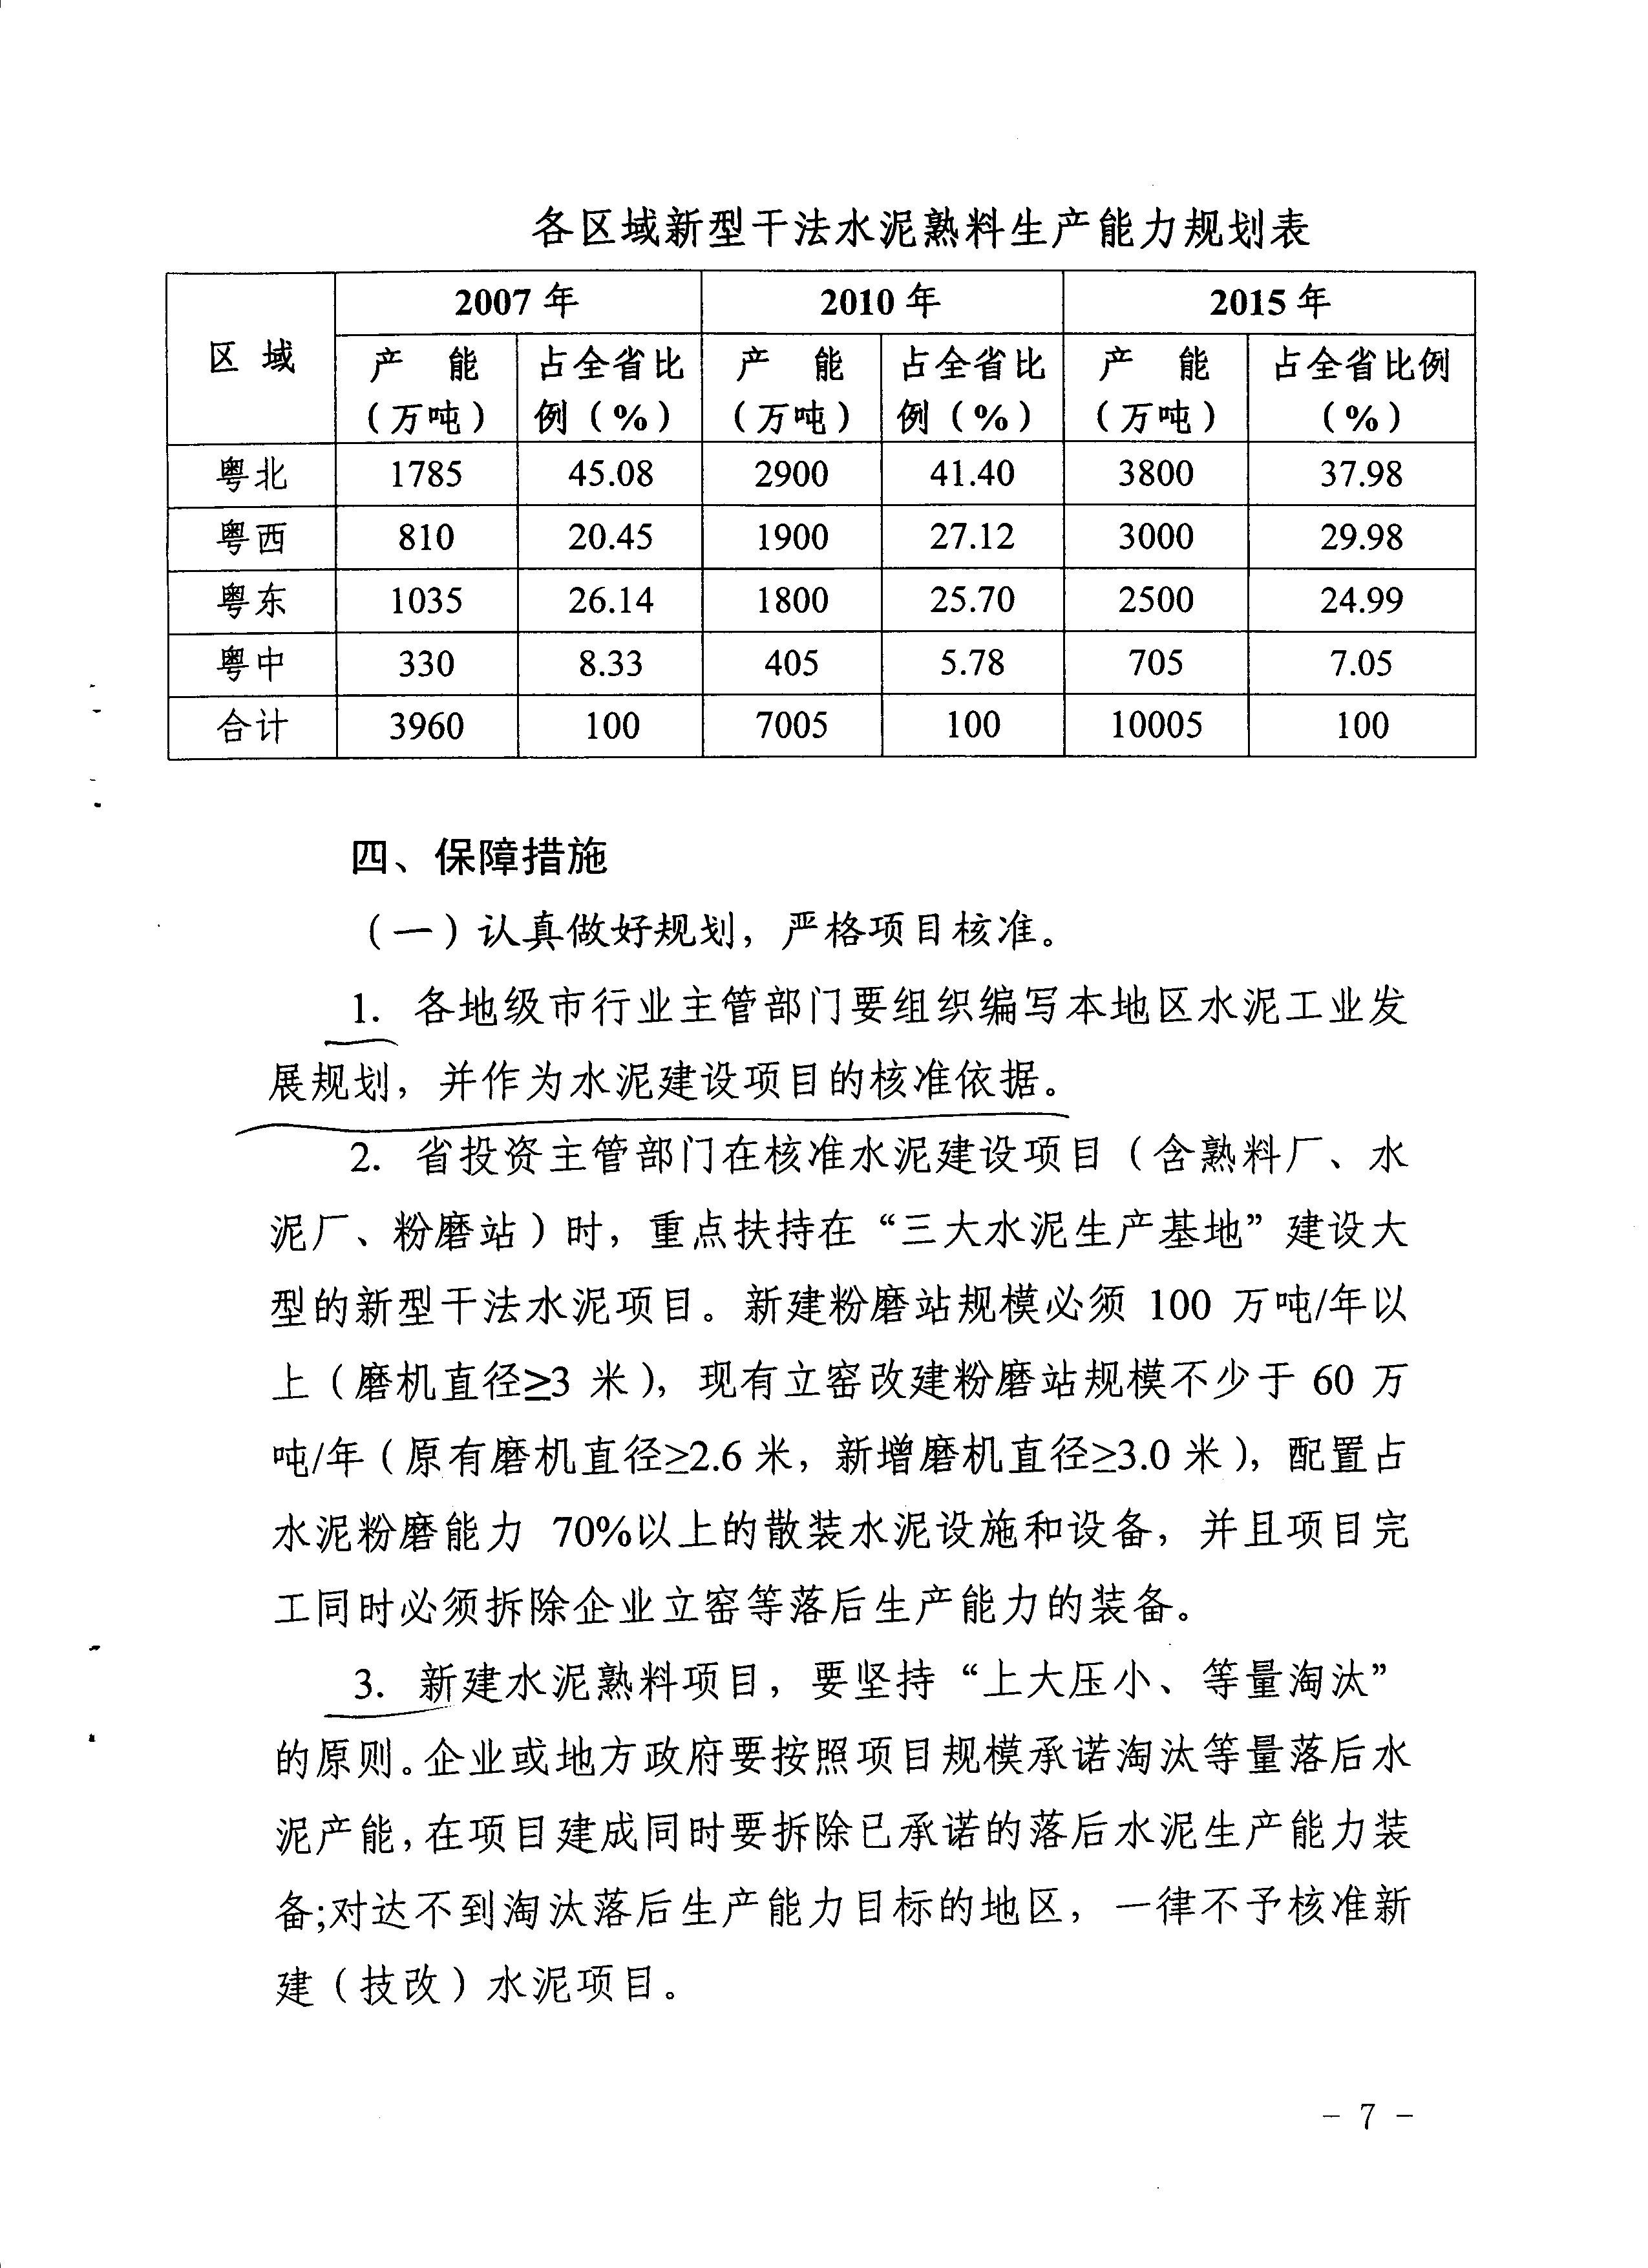 各区域新型干法水泥熟料生产能力规划表
区 域 2007 年 2010 年 2015 年
产 能 占全省比 产 能 占全省比 产 能 占全省比例
（万吨） 例（%） （万吨） 例（%） （万吨） （%）
粤北 1785 45.08 2900 41.40 3800 37.98
粤西 810 20.45 1900 27.12 3000 29.98
粤东 1035 26.14 1800 25.70 2500 24.99
粤中 330 8.33 405 5.78 705 7.05
合计 3960 100 7005 100 10005 100
四、保障措施
（一）认真做好规划，严格项目核准。
1. 各地级市行业主管部门要组织编写本地区水泥工业发
展规划，并作为水泥建设项目的核准依据。
2. 省投资主管部门在核准水泥建设项目（含熟料厂、水
泥厂、粉磨站）时，重点扶持在“三大水泥生产基地”建设大
型的新型干法水泥项目。新建粉磨站规模必须 100 万吨/年以
上（磨机直径≥3 米），现有立窑改建粉磨站规模不少于 60 万
吨/年（原有磨机直径≥2.6 米，新增磨机直径≥3.0 米），配置占
水泥粉磨能力 70%以上的散装水泥设施和设备，并且项目完
工同时必须拆除企业立窑等落后生产能力的装备。
3. 新建水泥熟料项目，要坚持“上大压小、等量淘汰”
的原则。企业或地方政府要按照项目规模承诺淘汰等量落后水
泥产能，在项目建成同时要拆除已承诺的落后水泥生产能力装
备;对达不到淘汰落后生产能力目标的地区，一律不予核准新
建（技改）水泥项目。
- 7 -